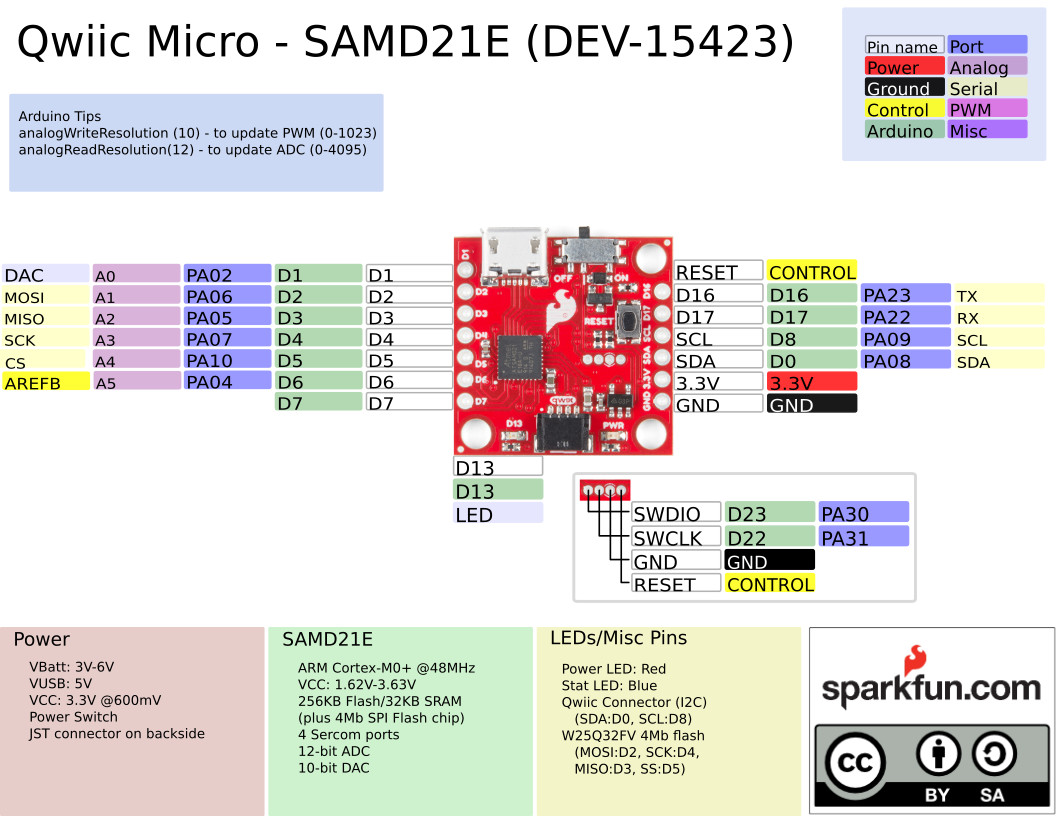 Qwiic Micro - SAMD21E (DEV-15423)
Pin name Port
Power Analog
Ground Serial
Control PWM
Arduino Misc
Arduino Tips
analogWriteResolution (10) - to update PWM (0-1023)
analogReadResolution(12) - to update ADC (0-4095)
DAC A0 PA02 D1 D1
MOSI A1 PA06 D2 D2
MISO A2 PA05 D3 D3
SCK A3 PA07 D4 D4
CS A4 PA10 D5 D5
AREFB A5 PA04 D6 D6
D7 D7
D1
D2
D3
D4
D5
D6
D7
OFF ON
RESET
D16
D17
SCL
SDA
3.3V
GND
qwiic
D13
PWR
RESET CONTROL
D16 D16 PA23 TX
D17 D17 PA22 RX
SCL D8 PA09 SCL
SDA D0 PA08 SDA
3.3V 3.3V
GND GND
D13
D13
LED
SWDIO D23 PA30
SWCLK D22 PA31
GND GND
RESET CONTROL
Power
VBatt: 3V-6V
VUSB: 5V
VCC: 3.3V @600mV
Power Switch
JST connector on backside
SAMD21E
ARM Cortex-M0+ @48MHz
VCC: 1.62V-3.63V
256KB Flash/32KB SRAM
(plus 4Mb SPI Flash chip)
4 Sercom ports
12-bit ADC
10-bit DAC
LEDs/Misc Pins
Power LED: Red
Stat LED: Blue
Qwiic Connector (I2C)
(SDA:D0, SCL:D8)
W25Q32FV 4Mb flash
(MOSI:D2, SCK:D4,
MISO:D3, SS:D5)
sparkfun.com
cc
BY SA